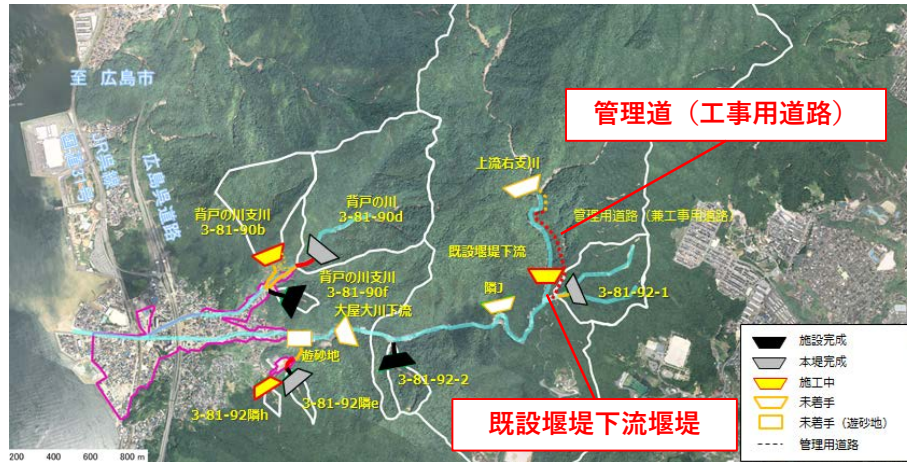 至 広島市
国道31号
JR呉線
広島呉道路
管理道（工事用道路）
上流右支川
背戸の川支川
3-81-90b
背戸の川支川
3-81-90d
管理用道路（兼工事用道路）
既設堰堤下流
背戸の川支川
3-81-90f
隣J
3-81-92-1
大屋大川下流
遊砂地
3-81-92-2
3-81-92隣e
3-81-92隣h
既設堰堤下流堰堤
施設完成
本堤完成
施工中
未着手
未着手（遊砂地）
管理用道路
200 400 600 800 m